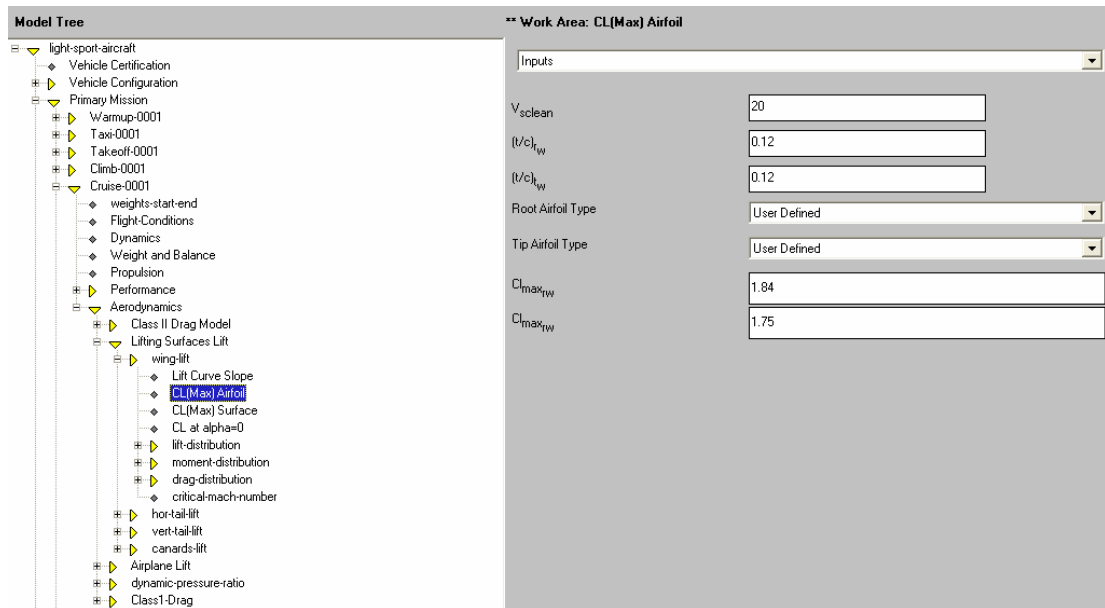 Model Tree
light-sport-aircraft
Vehicle Certification
Vehicle Configuration
Primary Mission
Warmup-0001
Taxi-0001
Takeoff-0001
Climb-0001
Cruise-0001
weights-start-end
Flight-Conditions
Dynamics
Weight and Balance
Propulsion
Performance
Aerodynamics
Class II Drag Model
Lifting Surfaces Lift
wing-lift
Lift Curve Slope
CL(Max) Airfoil
CL(Max) Surface
CL at alpha=0
lift-distribution
moment-distribution
drag-distribution
critical-mach-number
hor-tail-lift
vert-tail-lift
canards-lift
Airplane Lift
dynamic-pressure-ratio
Class1-Drag
** Work Area: CL(Max) Airfoil
Inputs
Vsclean 20
(t/c)rw 0.12
(t/c)tw 0.12
Root Airfoil Type User Defined
Tip Airfoil Type User Defined
Clmaxrw 1.84
Clmaxrw 1.75